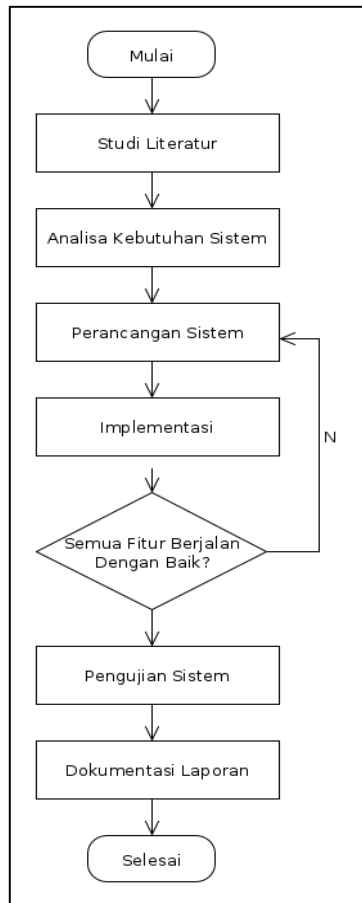 Mulai
Studi Literatur
Analisa Kebutuhan Sistem
Perancangan Sistem
Implementasi
N
Semua Fitur Berjalan
Dengan Baik?
Pengujian Sistem
Dokumentasi Laporan
Selesai